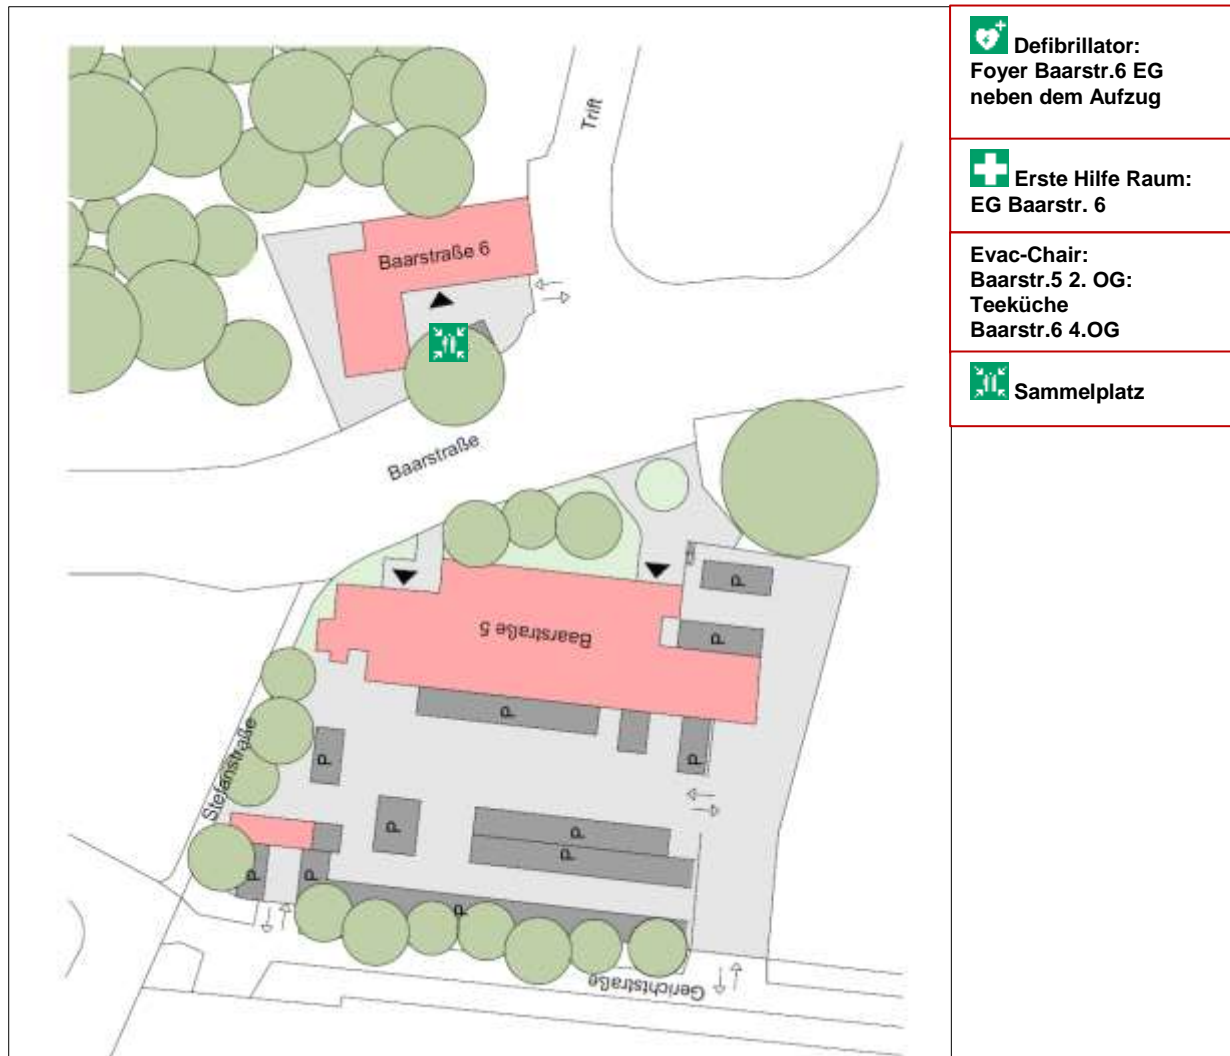 Trift
Baarstraße 6
Baarstraße
Baarstraße 5
P
P
P
P
P
P
P
P
P
P
P
P
Stefanstraße
Gerichtstraße
Defibrillator:
Foyer Baarstr.6 EG
neben dem Aufzug
Erste Hilfe Raum:
EG Baarstr. 6
Evac-Chair:
Baarstr.5 2. OG:
Teeküche
Baarstr.6 4.OG
Sammelplatz